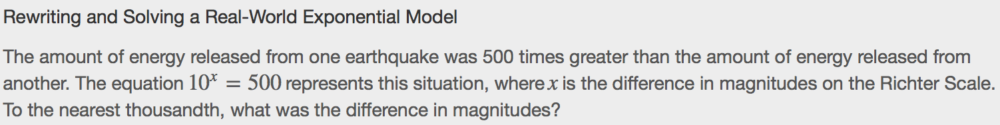 Rewriting and Solving a Real-World Exponential Model
The amount of energy released from one earthquake was 500 times greater than the amount of energy released from
another. The equation 10ˣ = 500 represents this situation, where x is the difference in magnitudes on the Richter Scale.
To the nearest thousandth, what was the difference in magnitudes?